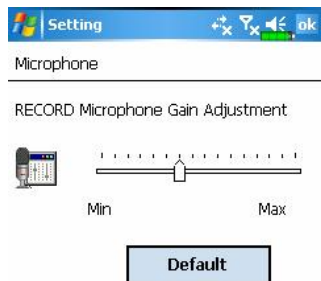 Setting ok
Microphone
RECORD Microphone Gain Adjustment
Min Max
Default